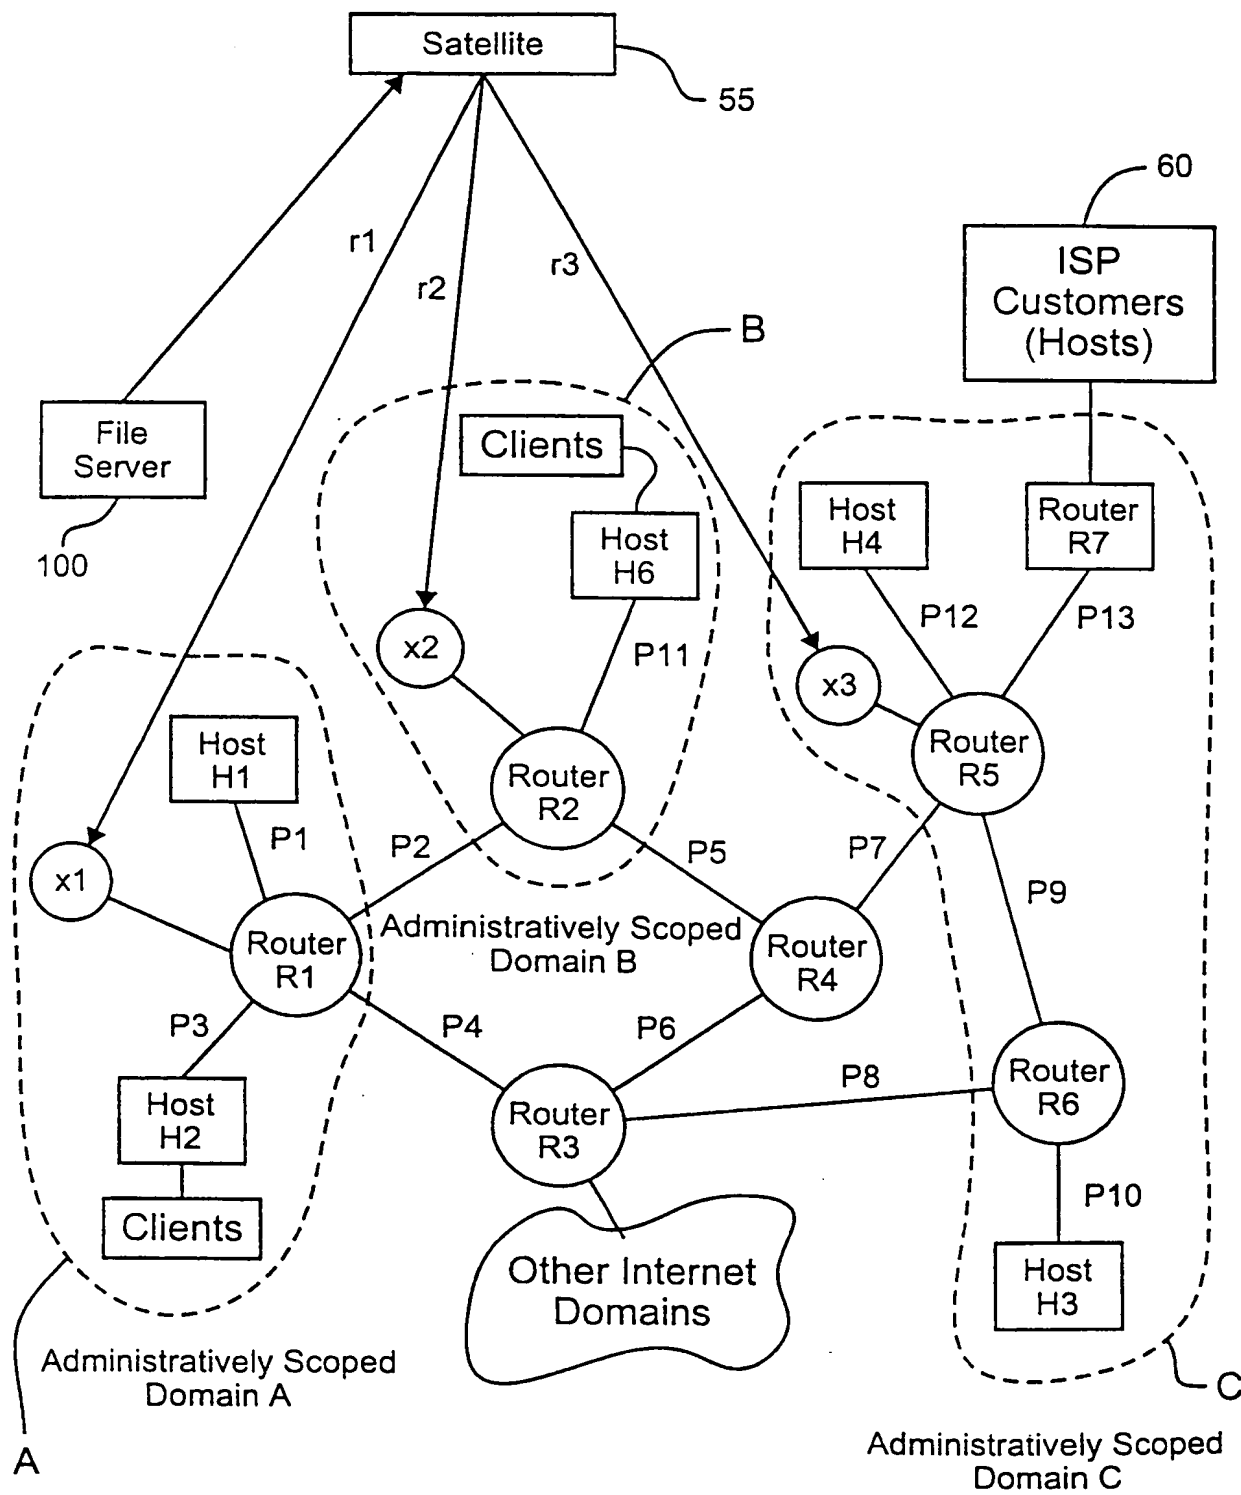 Satellite
55
60
r1
r2
r3
ISP
Customers
(Hosts)
B
File
Server
100
Clients
Host
H6
Host
H4
Router
R7
P12
P13
P11
x2
x3
Host
H1
Router
R2
Router
R5
P1
P2
P5
P7
x1
P9
Router
R1
Administratively Scoped
Domain B
Router
R4
P3
P4
P6
P8
Host
H2
Router
R3
Router
R6
Clients
P10
Other Internet
Domains
Host
H3
Administratively Scoped
Domain A
A
C
Administratively Scoped
Domain C